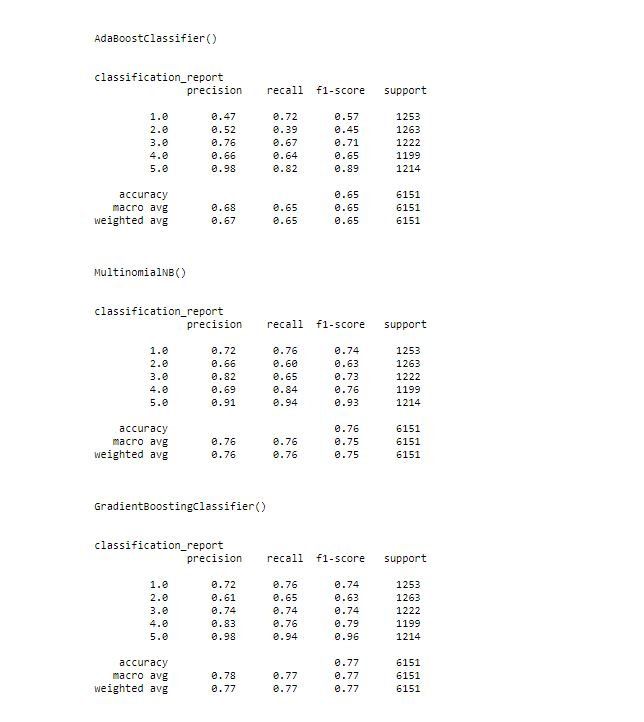 AdaBoostClassifier()
classification_report
precision recall f1-score support
1.0 0.47 0.72 0.57 1253
2.0 0.52 0.39 0.45 1263
3.0 0.76 0.67 0.71 1222
4.0 0.66 0.64 0.65 1199
5.0 0.98 0.82 0.89 1214
accuracy 0.65 6151
macro avg 0.68 0.65 0.65 6151
weighted avg 0.67 0.65 0.65 6151
MultinomialNB()
classification_report
precision recall f1-score support
1.0 0.72 0.76 0.74 1253
2.0 0.66 0.60 0.63 1263
3.0 0.82 0.65 0.73 1222
4.0 0.69 0.84 0.76 1199
5.0 0.91 0.94 0.93 1214
accuracy 0.76 6151
macro avg 0.76 0.76 0.75 6151
weighted avg 0.76 0.76 0.75 6151
GradientBoostingClassifier()
classification_report
precision recall f1-score support
1.0 0.72 0.76 0.74 1253
2.0 0.61 0.65 0.63 1263
3.0 0.74 0.74 0.74 1222
4.0 0.83 0.76 0.79 1199
5.0 0.98 0.94 0.96 1214
accuracy 0.77 6151
macro avg 0.78 0.77 0.77 6151
weighted avg 0.77 0.77 0.77 6151